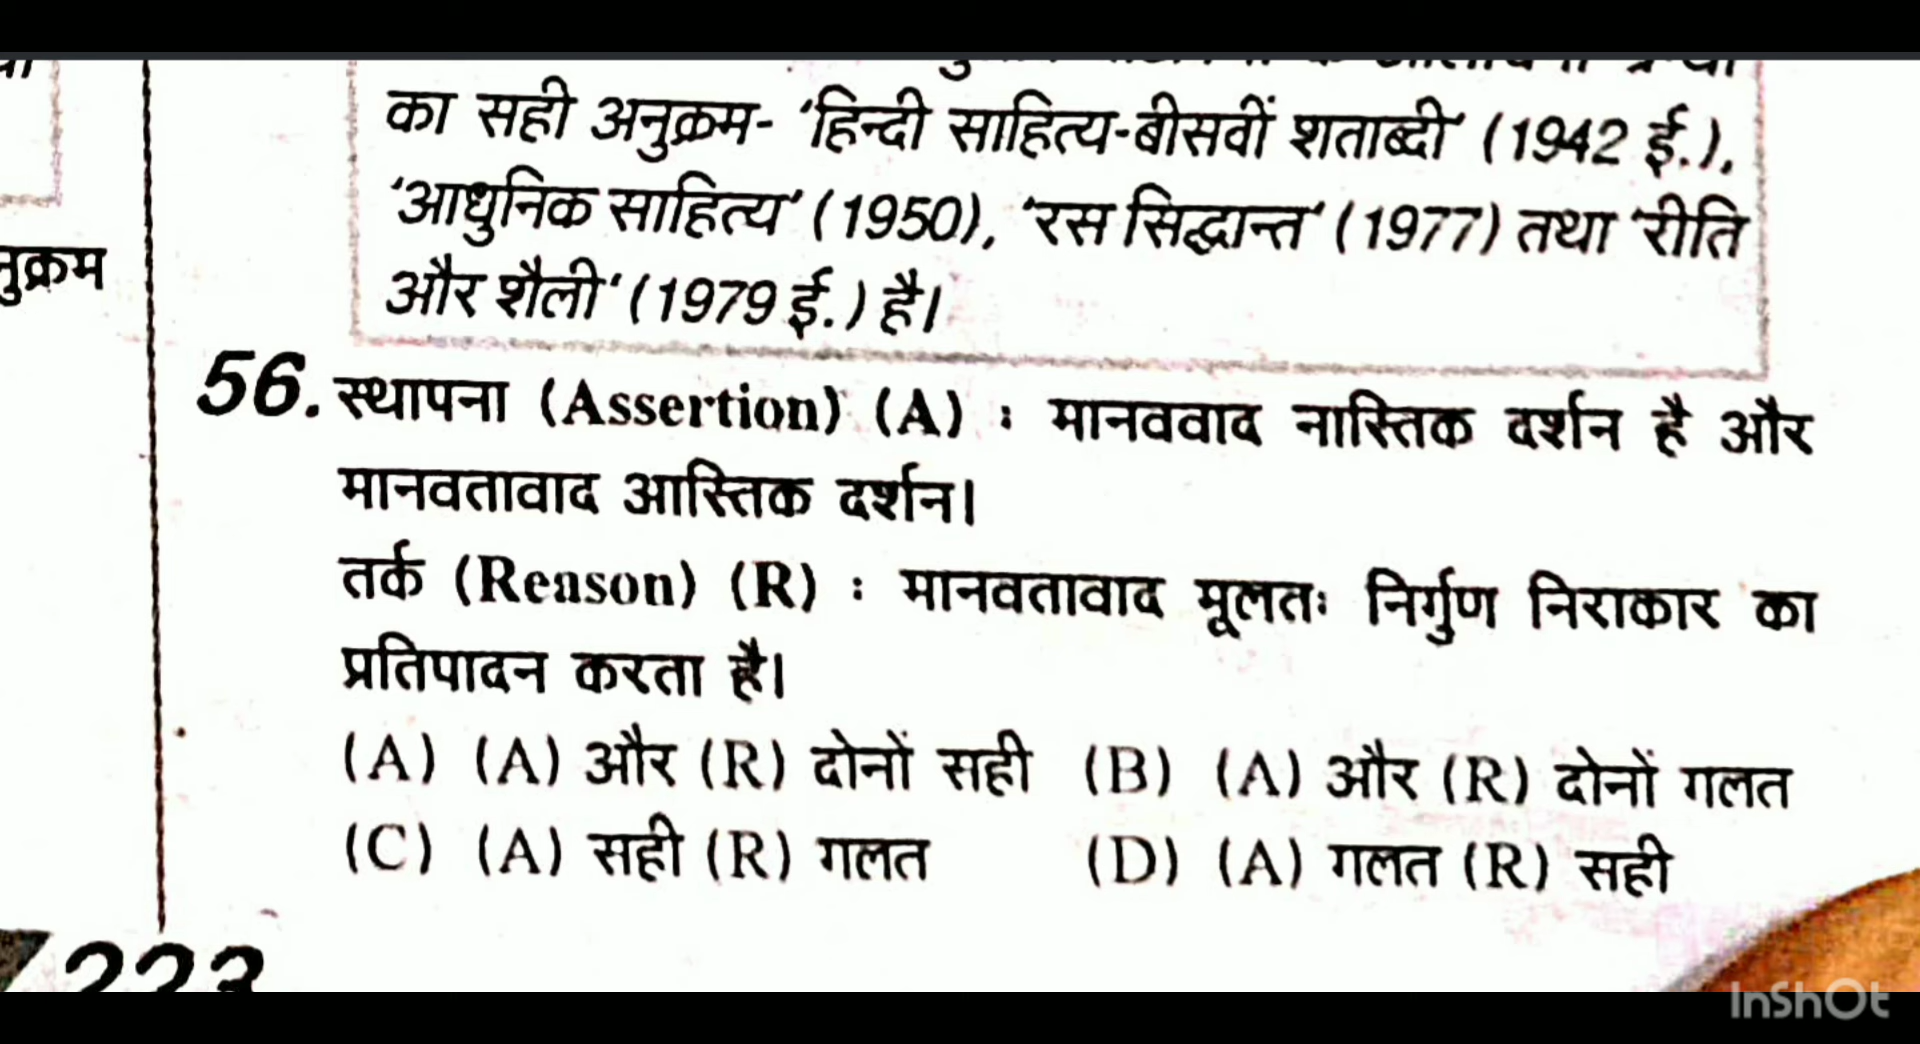 का सही अनुक्रम- 'हिन्दी साहित्य-बीसवीं शताब्दी' (1942 ई.),
'आधुनिक साहित्य' (1950), 'रस सिद्धान्त' (1977) तथा 'रीति
और शैली' (1979 ई.) है।
नुक्रम
56. स्थापना (Assertion) (A) : मानववाद नास्तिक दर्शन है और
मानवतावाद आस्तिक दर्शन।
तर्क (Reason) (R) : मानवतावाद मूलतः निर्गुण निराकार का
प्रतिपादन करता है।
(A) (A) और (R) दोनों सही (B) (A) और (R) दोनों गलत
(C) (A) सही (R) गलत (D) (A) गलत (R) सही
InShOt